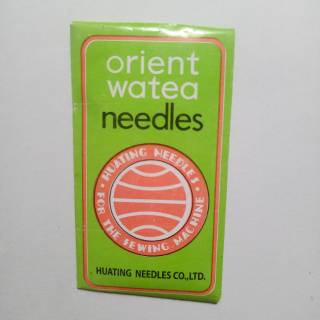 orient
watea
needles
HUATING NEEDLES
FOR THE SEWING MACHINE
HUATING NEEDLES CO.,LTD.